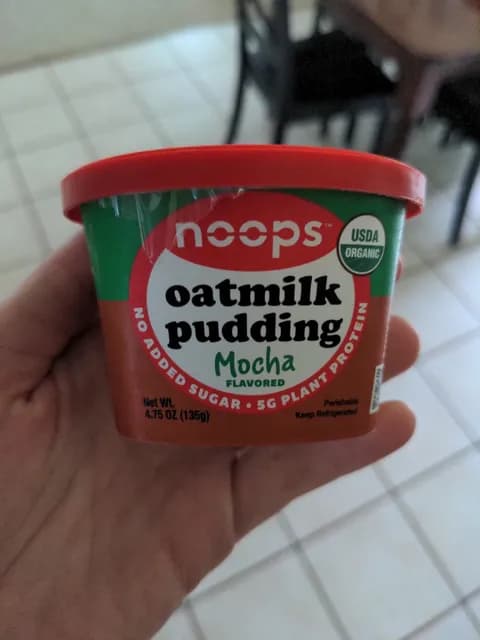 noops™
USDA
ORGANIC
oatmilk
pudding
Mocha
FLAVORED
NO ADDED SUGAR • 5G PLANT PROTEIN
Net Wt.
4.75 OZ (135g)
Perishable
Keep Refrigerated